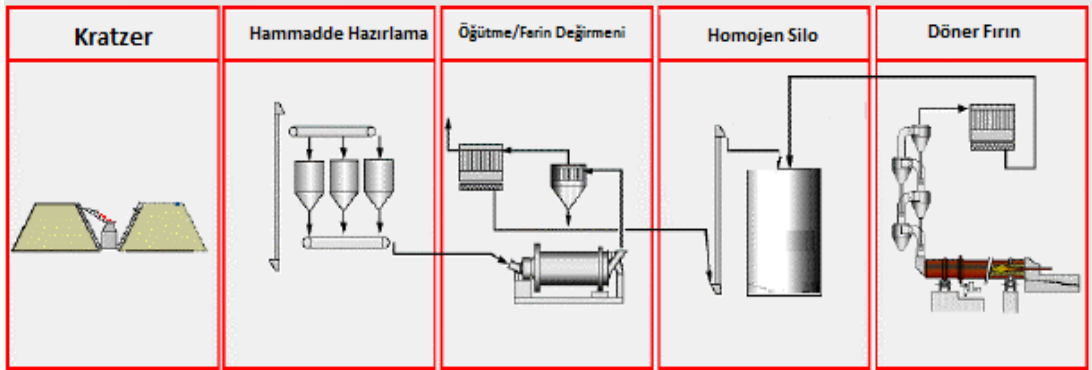 Kratzer
Hammadde Hazırlama
Öğütme/Farin Değirmeni
Homojen Silo
Döner Fırın